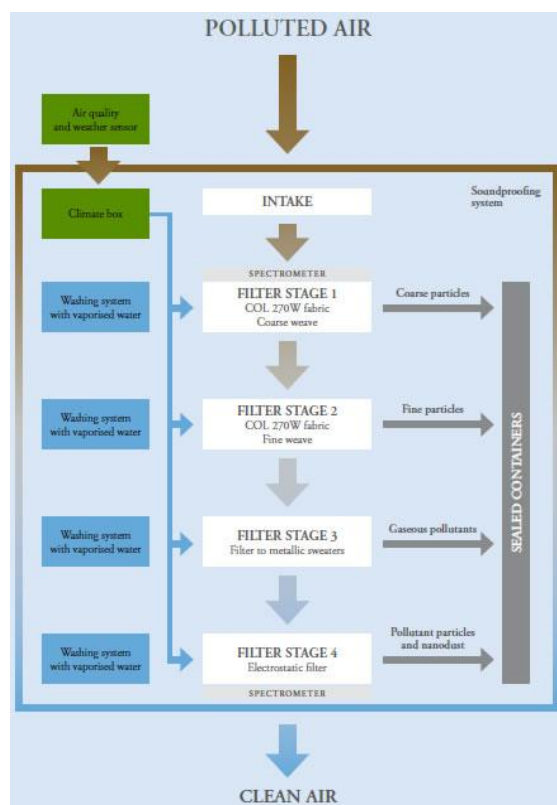 POLLUTED AIR
Air quality
and weather sensor
Climate box
INTAKE
Soundproofing
system
SPECTROMETER
Washing system
with vaporised water
FILTER STAGE 1
COL 270W fabric
Coarse weave
Coarse particles
Washing system
with vaporised water
FILTER STAGE 2
COL 270W fabric
Fine weave
Fine particles
SEALED CONTAINERS
Washing system
with vaporised water
FILTER STAGE 3
Filter to metallic sweaters
Gaseous pollutants
Washing system
with vaporised water
FILTER STAGE 4
Electrostatic filter
Pollutant particles
and nanodust
SPECTROMETER
CLEAN AIR